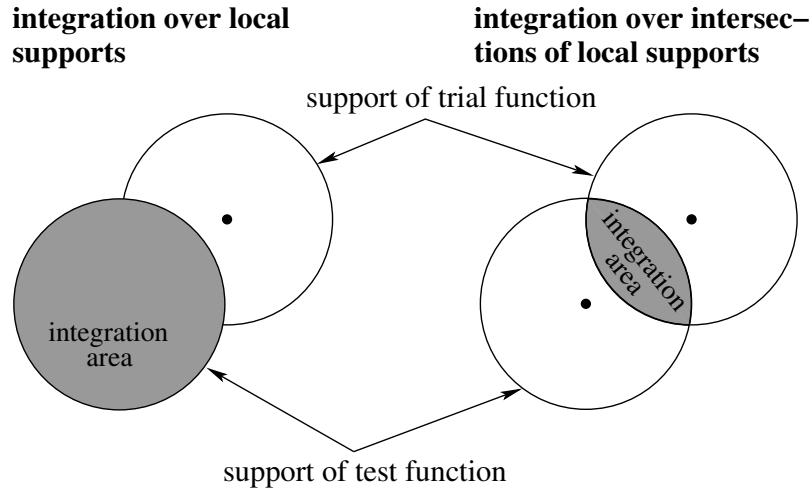 integration over local
supports
integration over intersec–
tions of local supports
support of trial function
integration
area
integration
area
support of test function